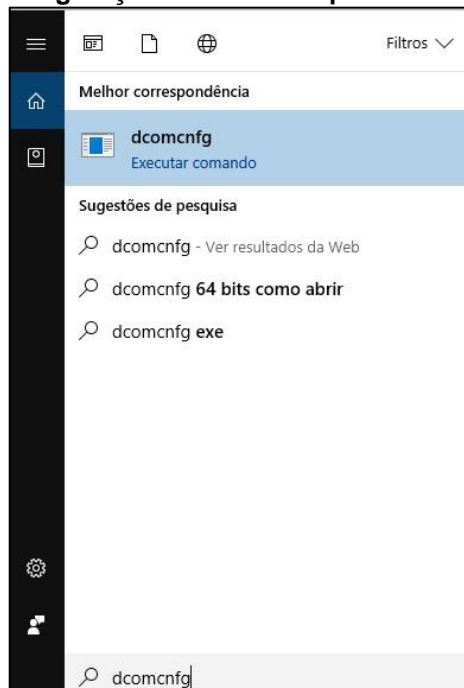 Filtros
Melhor correspondência
dcomcnfg
Executar comando
Sugestões de pesquisa
dcomcnfg - Ver resultados da Web
dcomcnfg 64 bits como abrir
dcomcnfg exe
dcomcnfg